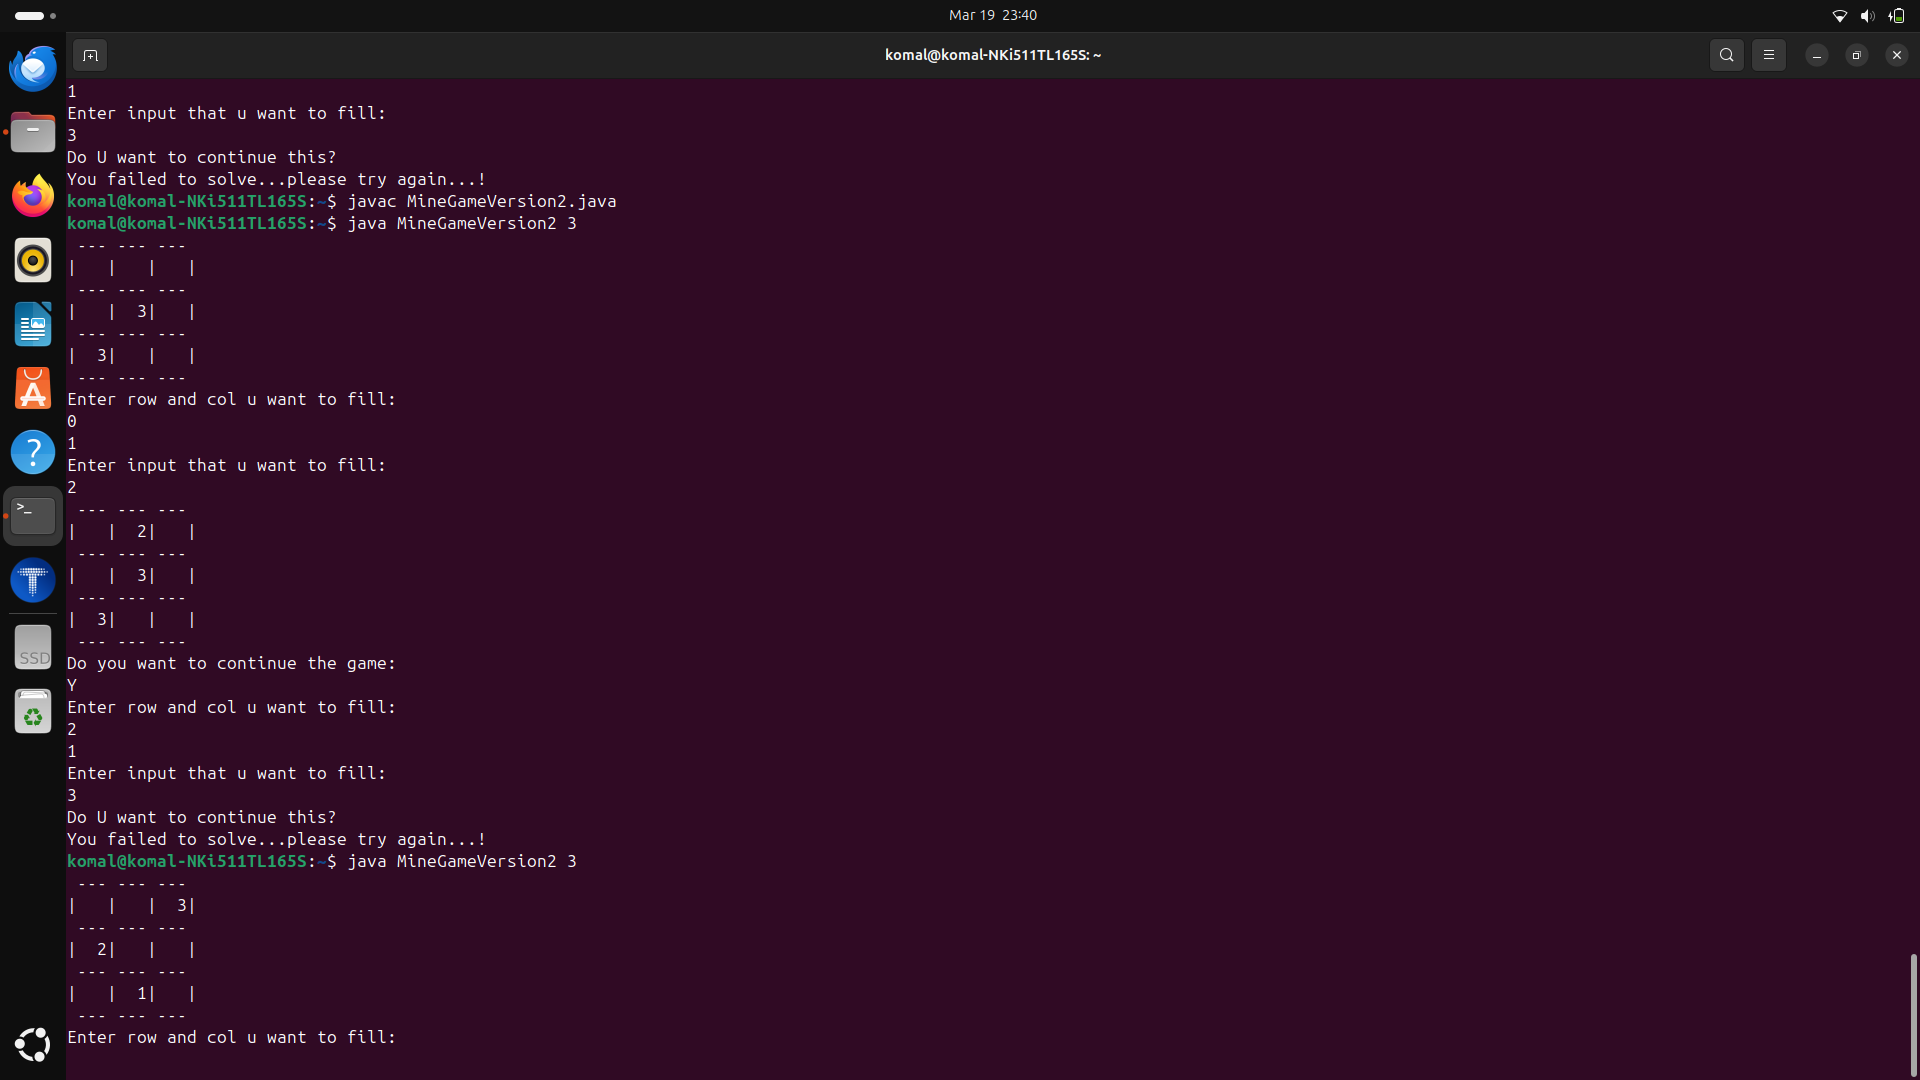 Mar 19 23:40
komal@komal-NKi511TL165S: ~
1
Enter input that u want to fill:
3
Do U want to continue this?
You failed to solve...please try again...!
komal@komal-NKi511TL165S:~$ javac MineGameVersion2.java
komal@komal-NKi511TL165S:~$ java MineGameVersion2 3
 --- --- ---
|   |   |   |
 --- --- ---
|   |  3|   |
 --- --- ---
|  3|   |   |
 --- --- ---
Enter row and col u want to fill:
0
1
Enter input that u want to fill:
2
 --- --- ---
|   |  2|   |
 --- --- ---
|   |  3|   |
 --- --- ---
|  3|   |   |
 --- --- ---
Do you want to continue the game:
Y
Enter row and col u want to fill:
2
1
Enter input that u want to fill:
3
Do U want to continue this?
You failed to solve...please try again...!
komal@komal-NKi511TL165S:~$ java MineGameVersion2 3
 --- --- ---
|   |   |  3|
 --- --- ---
|  2|   |   |
 --- --- ---
|   |  1|   |
 --- --- ---
Enter row and col u want to fill:
SSD